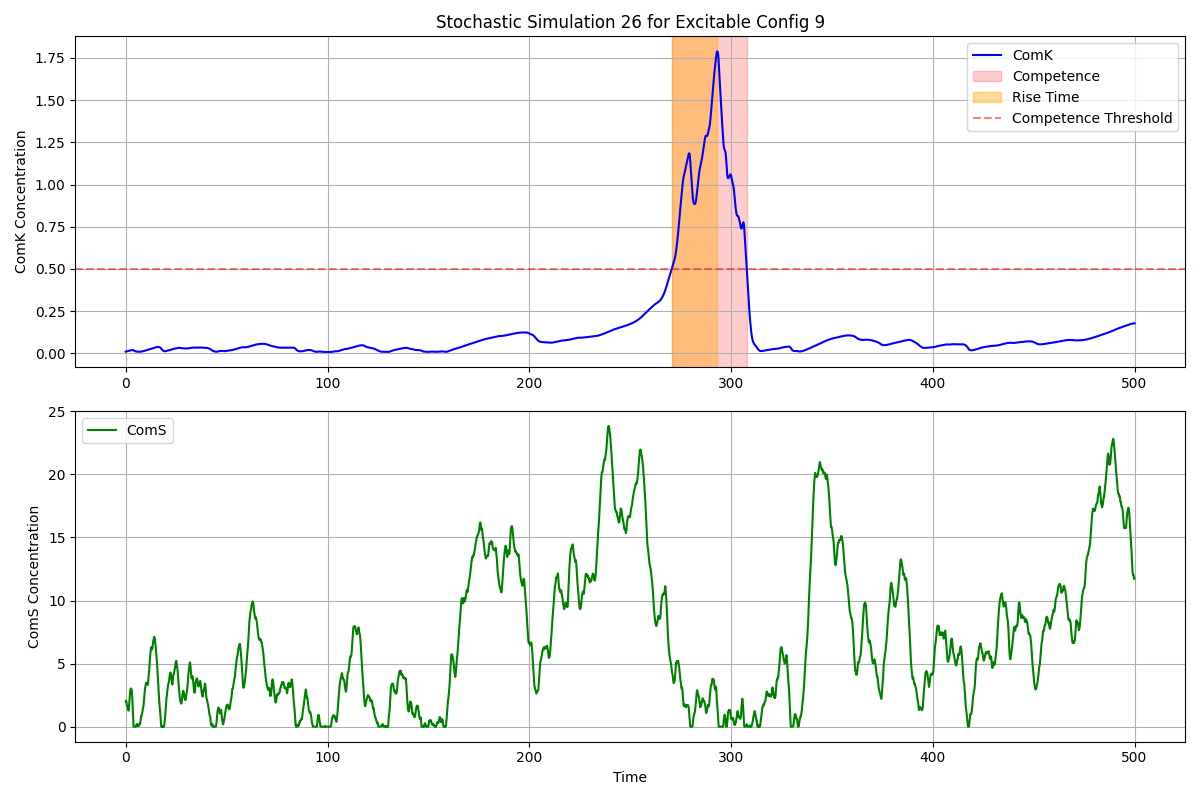 Stochastic Simulation 26 for Excitable Config 9
ComK Concentration
1.75
1.50
1.25
1.00
0.75
0.50
0.25
0.00
ComK
Competence
Rise Time
Competence Threshold
0 100 200 300 400 500
ComS Concentration
25
20
15
10
5
0
ComS
0 100 200 300 400 500
Time